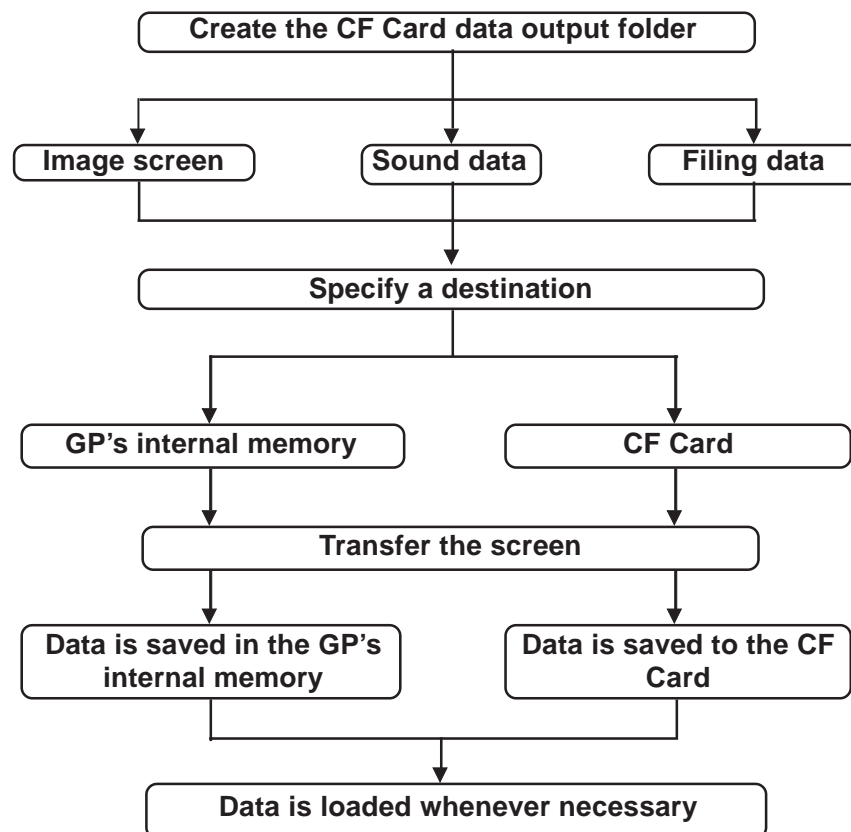 Create the CF Card data output folder
Image screen
Sound data
Filing data
Specify a destination
GP’s internal memory
CF Card
Transfer the screen
Data is saved in the GP’s
internal memory
Data is saved to the CF
Card
Data is loaded whenever necessary